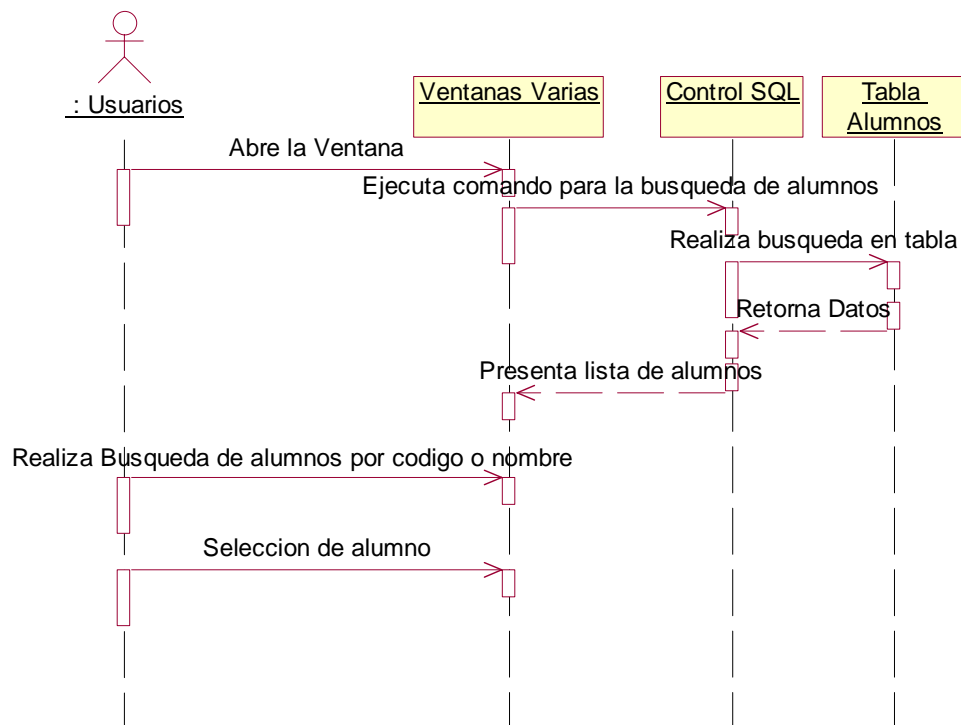 : Usuarios
Ventanas Varias
Control SQL
Tabla
Alumnos
Abre la Ventana
Ejecuta comando para la busqueda de alumnos
Realiza busqueda en tabla
Retorna Datos
Presenta lista de alumnos
Realiza Busqueda de alumnos por codigo o nombre
Seleccion de alumno